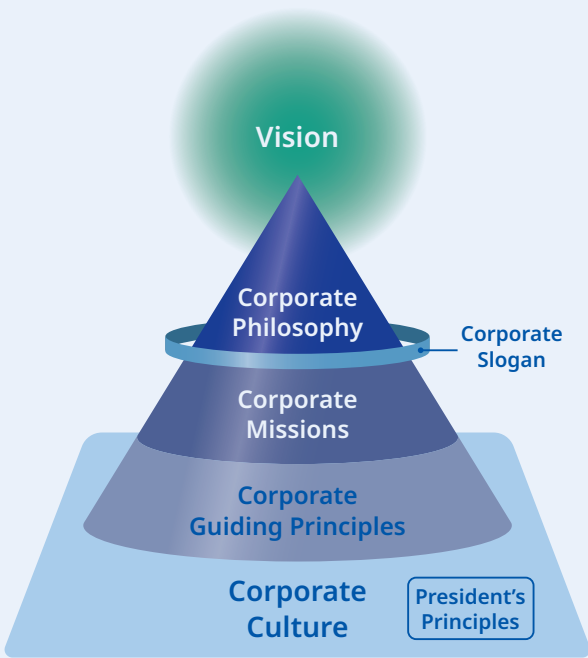 Vision
Corporate
Philosophy
Corporate
Slogan
Corporate
Missions
Corporate
Guiding Principles
Corporate
Culture
President's
Principles